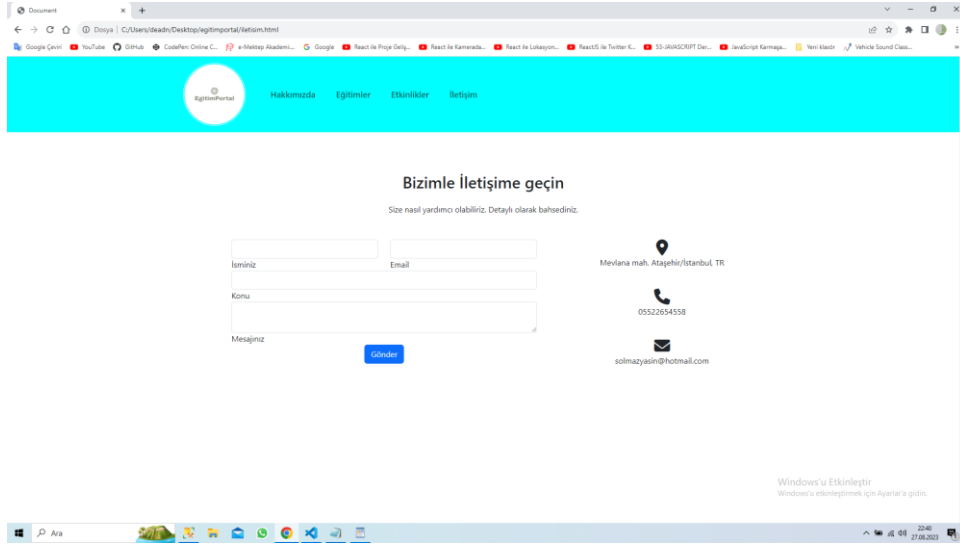 Document
Dosya | C:/Users/deadn/Desktop/egitimportal/iletisim.html
Google Çeviri YouTube GitHub CodePen: Online C... e-Mektep Akademi... Google React ile Proje Geliş... React ile Kamerada... React ile Lokasyon... ReactJS ile Twitter K... 53-JAVASCRIPT Der... JavaScript Karmaşa... Yeni klasör Vehicle Sound Class...
EgitimPortal
Hakkımızda Eğitimler Etkinlikler İletişim
Bizimle İletişime geçin
Size nasıl yardımcı olabiliriz. Detaylı olarak bahsediniz.
İsminiz Email
Konu
Mesajınız
Gönder
Mevlana mah. Ataşehir/İstanbul, TR
05522654558
solmazyasin@hotmail.com
Windows'u Etkinleştir
Windows'u etkinleştirmek için Ayarlar'a gidin.
Ara
22:40
27.08.2023